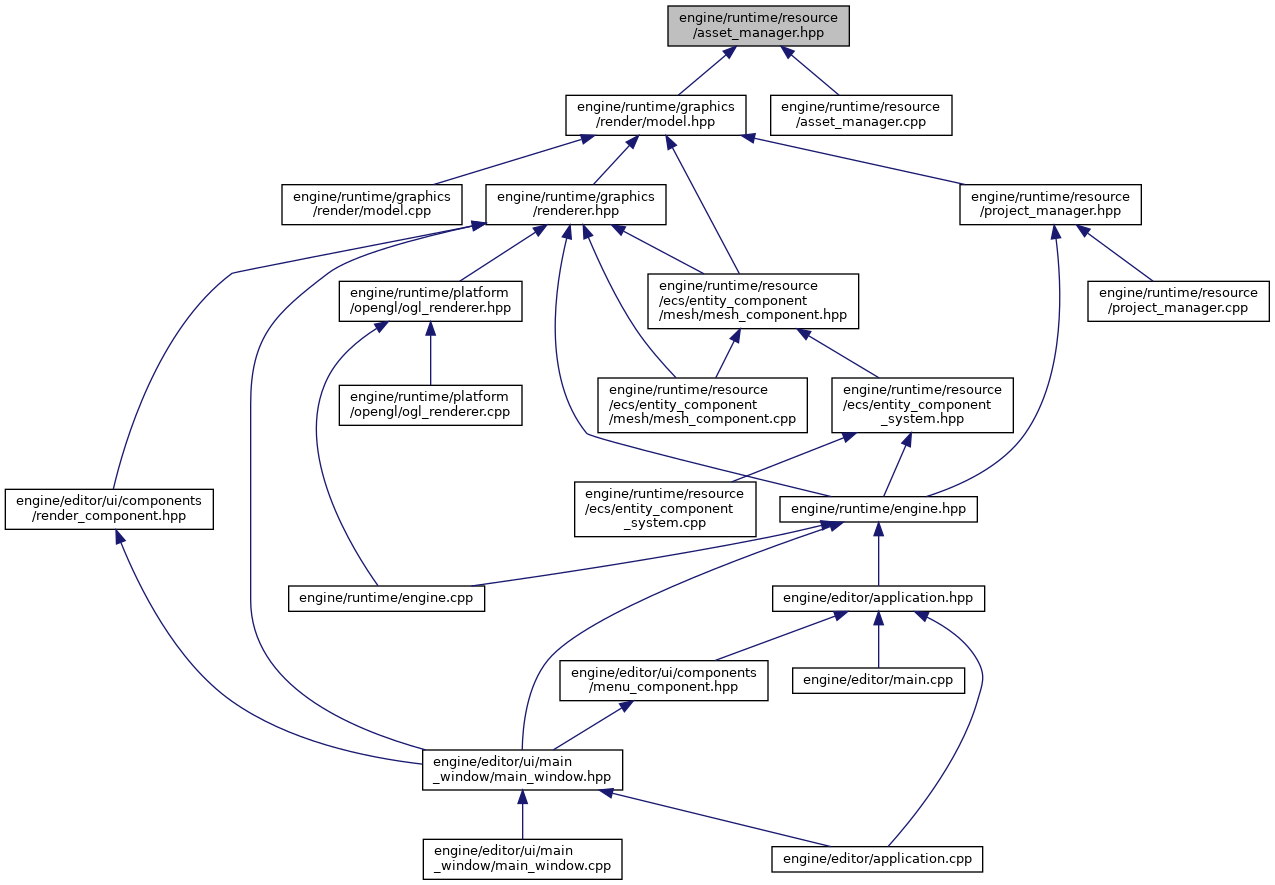 engine/runtime/resource
/asset_manager.hpp
engine/runtime/graphics
/render/model.hpp
engine/runtime/resource
/asset_manager.cpp
engine/runtime/graphics
/render/model.cpp
engine/runtime/graphics
/renderer.hpp
engine/runtime/resource
/project_manager.hpp
engine/runtime/platform
/opengl/ogl_renderer.hpp
engine/runtime/resource
/ecs/entity_component
/mesh/mesh_component.hpp
engine/runtime/resource
/project_manager.cpp
engine/runtime/platform
/opengl/ogl_renderer.cpp
engine/runtime/resource
/ecs/entity_component
/mesh/mesh_component.cpp
engine/runtime/resource
/ecs/entity_component
_system.hpp
engine/editor/ui/components
/render_component.hpp
engine/runtime/resource
/ecs/entity_component
_system.cpp
engine/runtime/engine.hpp
engine/runtime/engine.cpp
engine/editor/application.hpp
engine/editor/ui/components
/menu_component.hpp
engine/editor/main.cpp
engine/editor/ui/main
_window/main_window.hpp
engine/editor/ui/main
_window/main_window.cpp
engine/editor/application.cpp